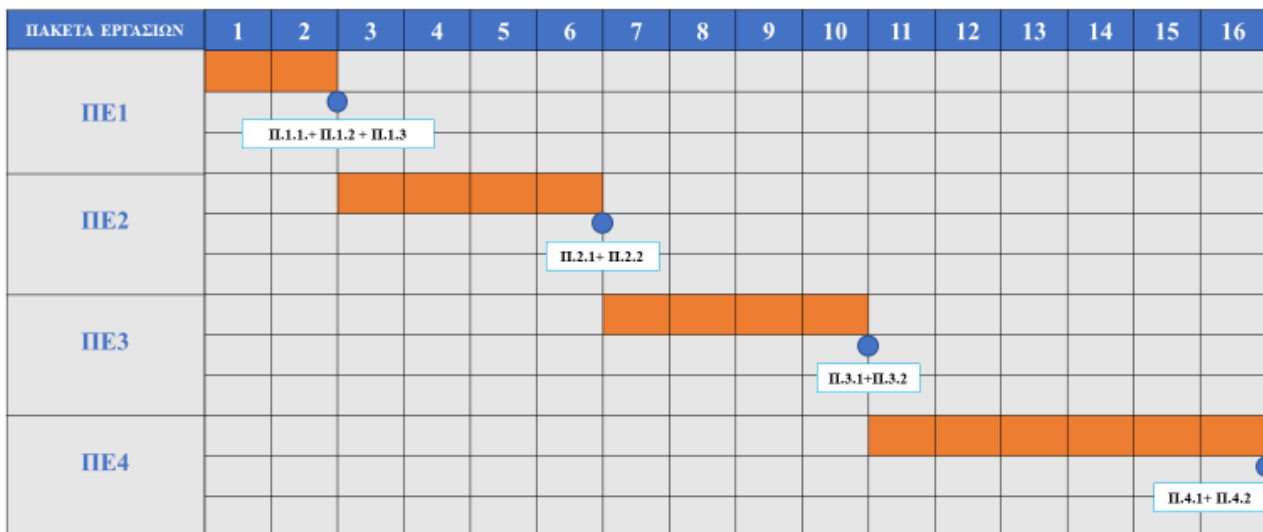 ΠΑΚΕΤΑ ΕΡΓΑΣΙΩΝ 1 2 3 4 5 6 7 8 9 10 11 12 13 14 15 16
ΠΕ1
Π.1.1.+ Π.1.2 + Π.1.3
ΠΕ2
Π.2.1+ Π.2.2
ΠΕ3
Π.3.1+Π.3.2
ΠΕ4
Π.4.1+ Π.4.2